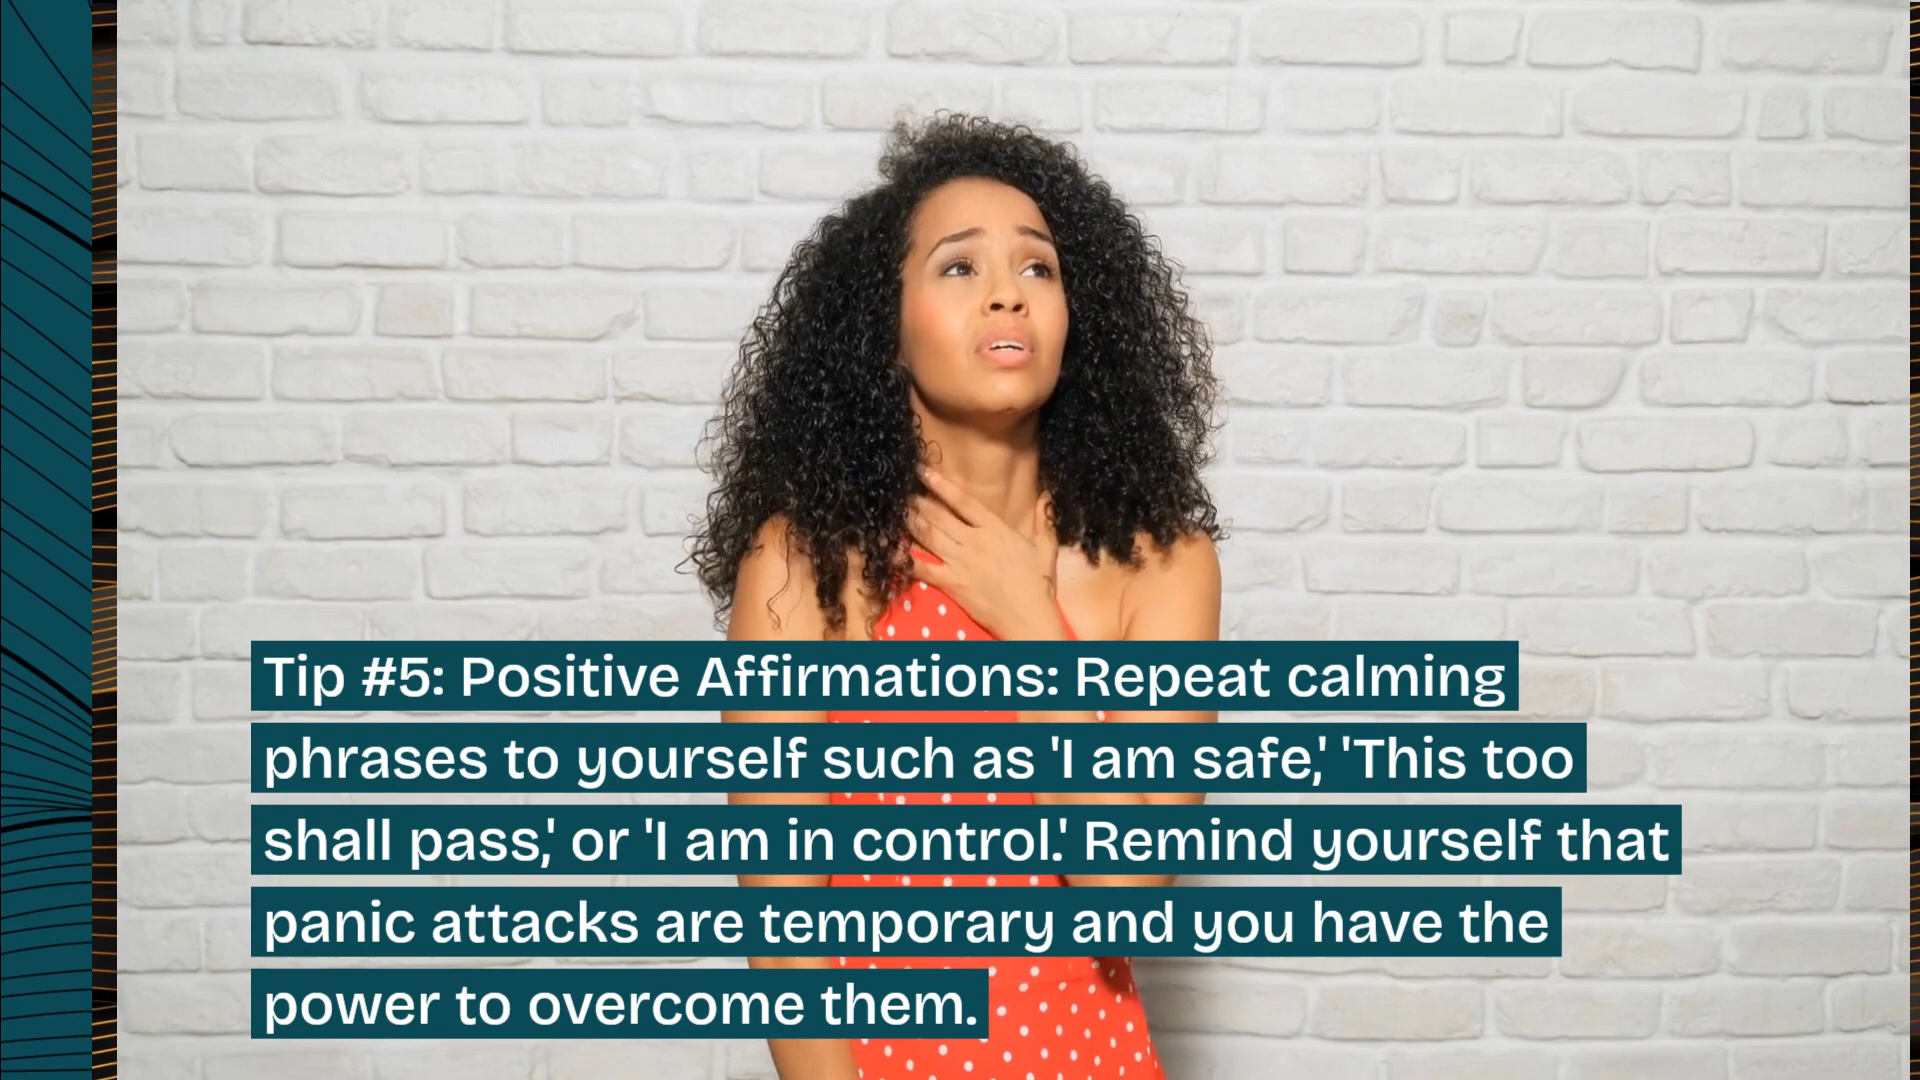 Tip #5: Positive Affirmations: Repeat calming
phrases to yourself such as 'I am safe,' 'This too
shall pass,' or 'I am in control.' Remind yourself that
panic attacks are temporary and you have the
power to overcome them.